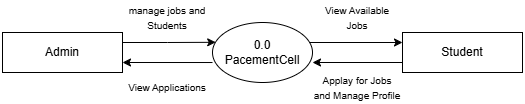 manage jobs and
Students
View Available
Jobs
Admin
0.0
PacementCell
Student
View Applications
Applay for Jobs
and Manage Profile